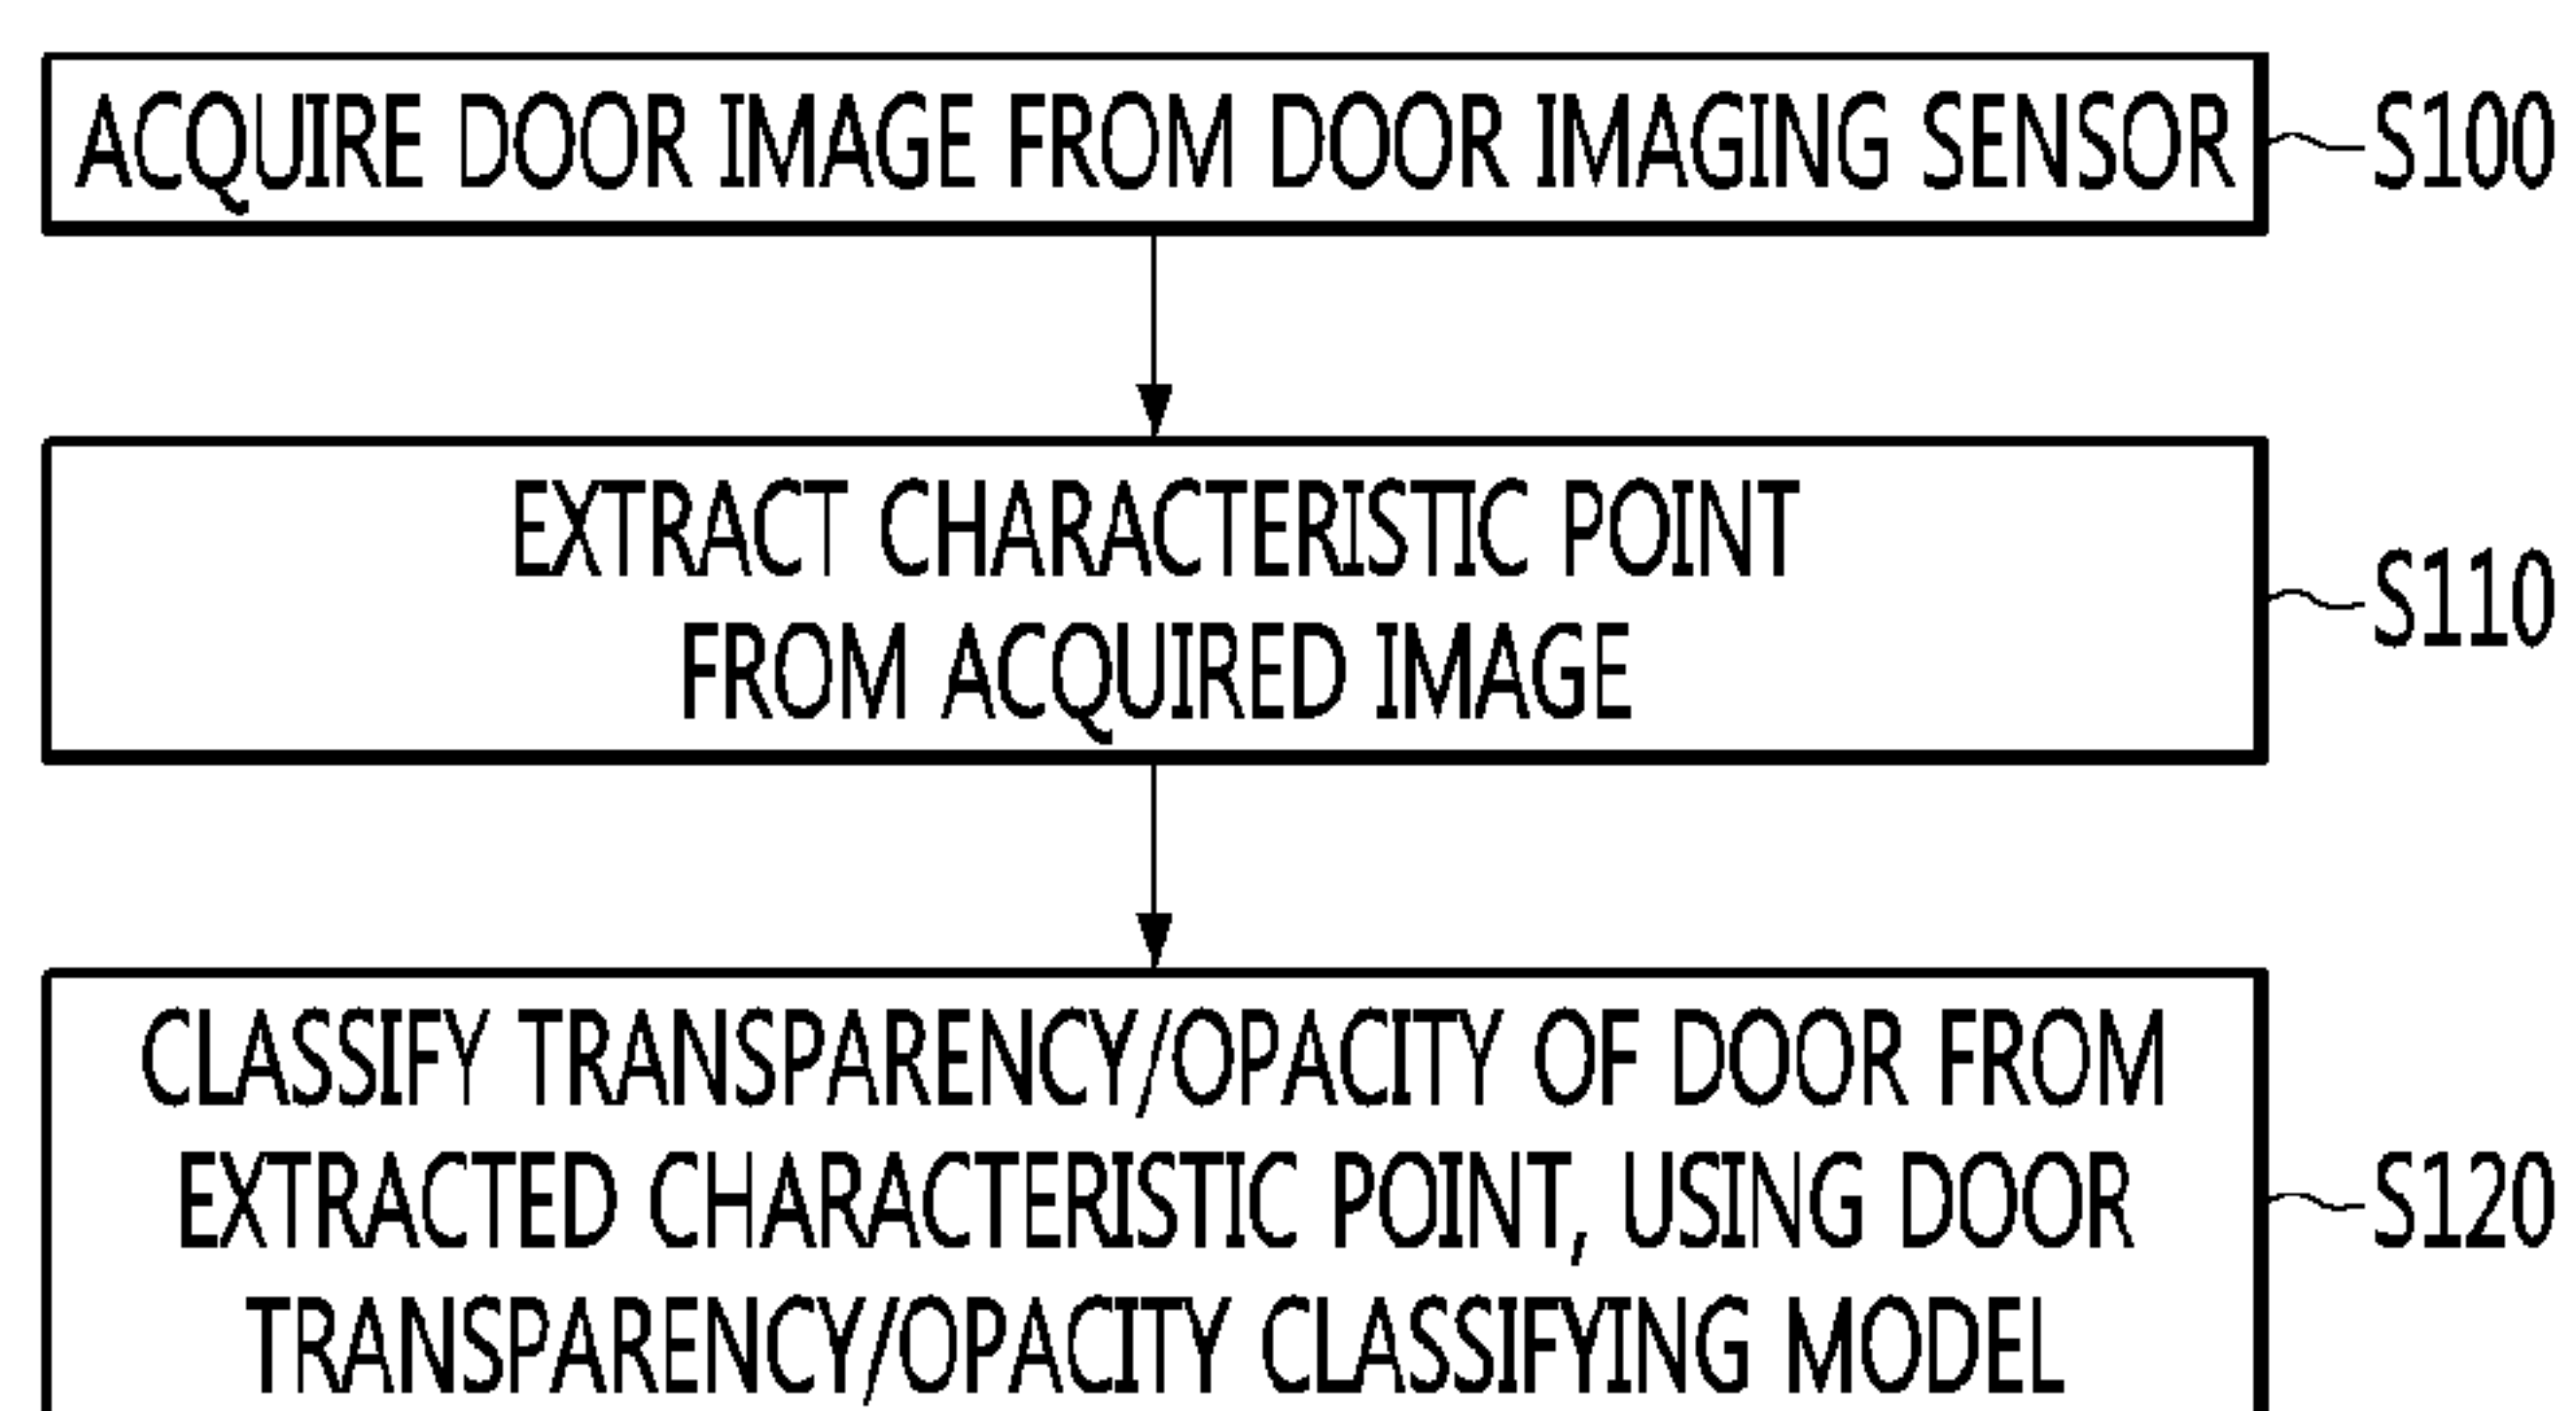 ACQUIRE DOOR IMAGE FROM DOOR IMAGING SENSOR
S100
EXTRACT CHARACTERISTIC POINT
FROM ACQUIRED IMAGE
S110
CLASSIFY TRANSPARENCY/OPACITY OF DOOR FROM
EXTRACTED CHARACTERISTIC POINT, USING DOOR
TRANSPARENCY/OPACITY CLASSIFYING MODEL
S120